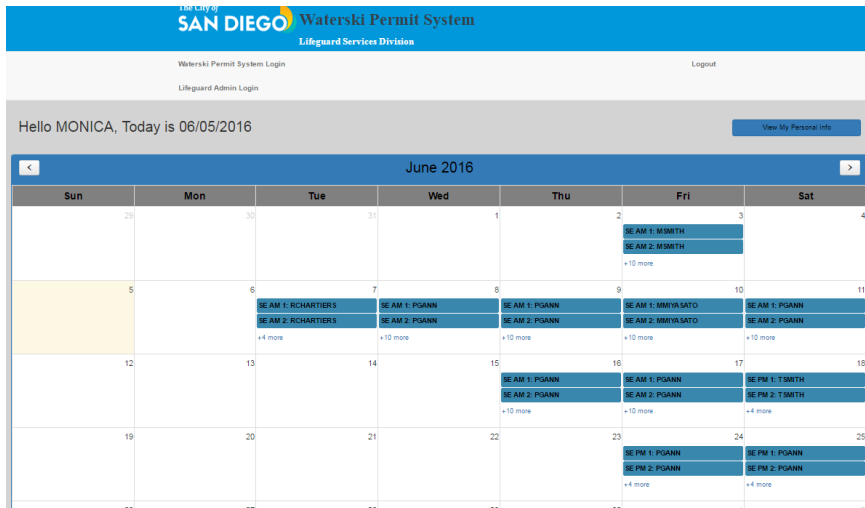 The City of
SAN DIEGO Waterski Permit System
Lifeguard Services Division
Waterski Permit System Login Logout
Lifeguard Admin Login
Hello MONICA, Today is 06/05/2016 View My Personal Info
< June 2016 >
Sun Mon Tue Wed Thu Fri Sat
29 30 31 1 2 3 4
SE AM 1: MSMITH
SE AM 2: MSMITH
+10 more
5 6 7 8 9 10 11
SE AM 1: RCHARTIERS SE AM 1: PGANN SE AM 1: PGANN SE AM 1: MMIYASATO SE AM 1: PGANN
SE AM 2: RCHARTIERS SE AM 2: PGANN SE AM 2: PGANN SE AM 2: MMIYASATO SE AM 2: PGANN
+4 more +10 more +10 more +10 more +10 more
12 13 14 15 16 17 18
SE AM 1: PGANN SE AM 1: PGANN SE PM 1: TSMITH
SE AM 2: PGANN SE AM 2: PGANN SE PM 2: TSMITH
+10 more +10 more +4 more
19 20 21 22 23 24 25
SE PM 1: PGANN SE PM 1: PGANN
SE PM 2: PGANN SE PM 2: PGANN
+4 more +4 more